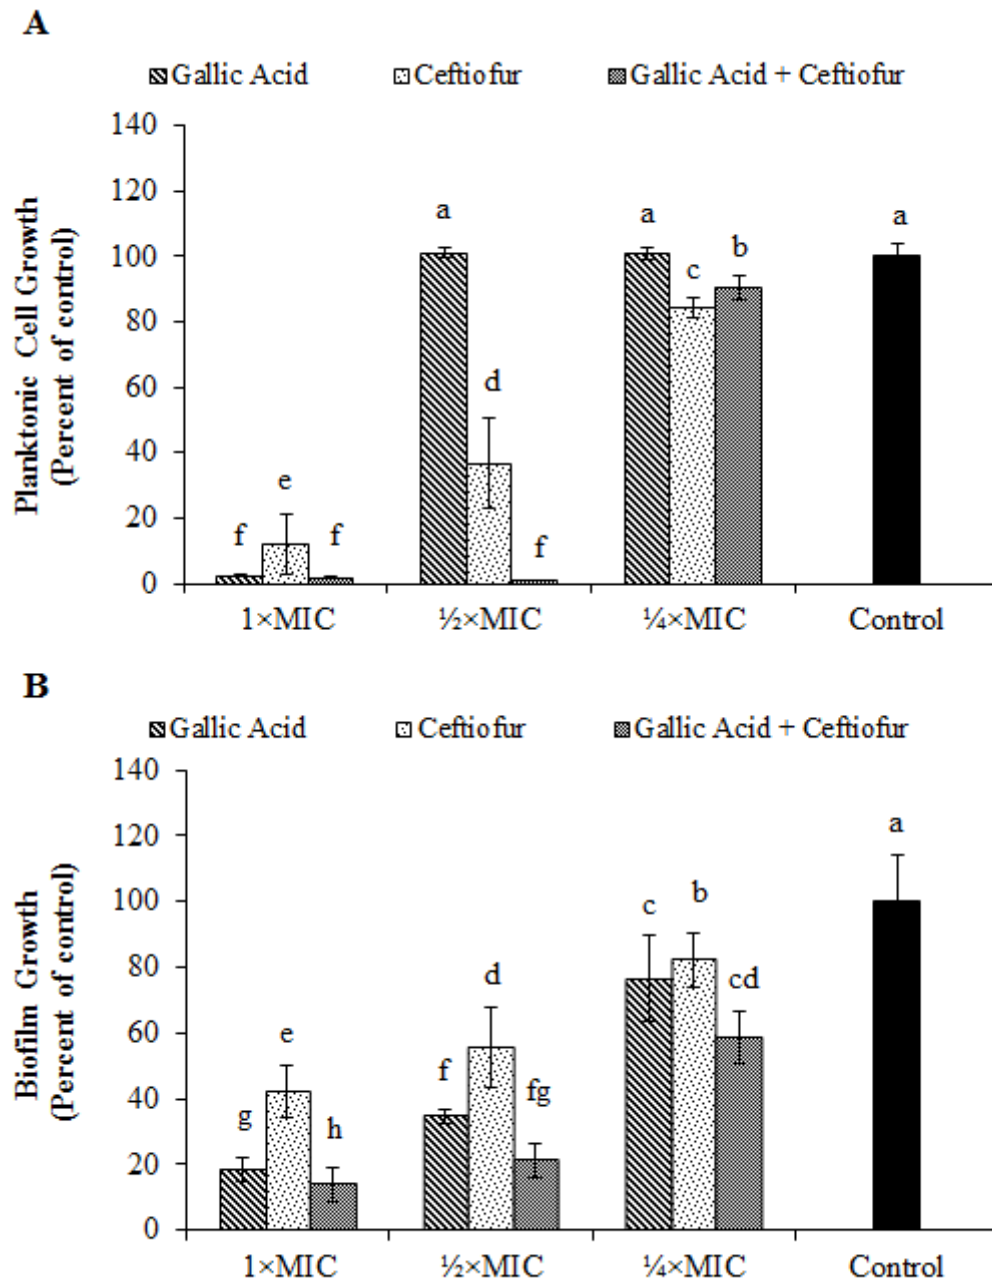 A
Gallic Acid Ceftiofur Gallic Acid + Ceftiofur
Planktonic Cell Growth
(Percent of control)
140
120
100
80
60
40
20
0
f e f
a d f
a c b
a
1×MIC ½×MIC ¼×MIC Control
B
Gallic Acid Ceftiofur Gallic Acid + Ceftiofur
Biofilm Growth
(Percent of control)
140
120
100
80
60
40
20
0
g e h
f d fg
c b cd
a
1×MIC ½×MIC ¼×MIC Control